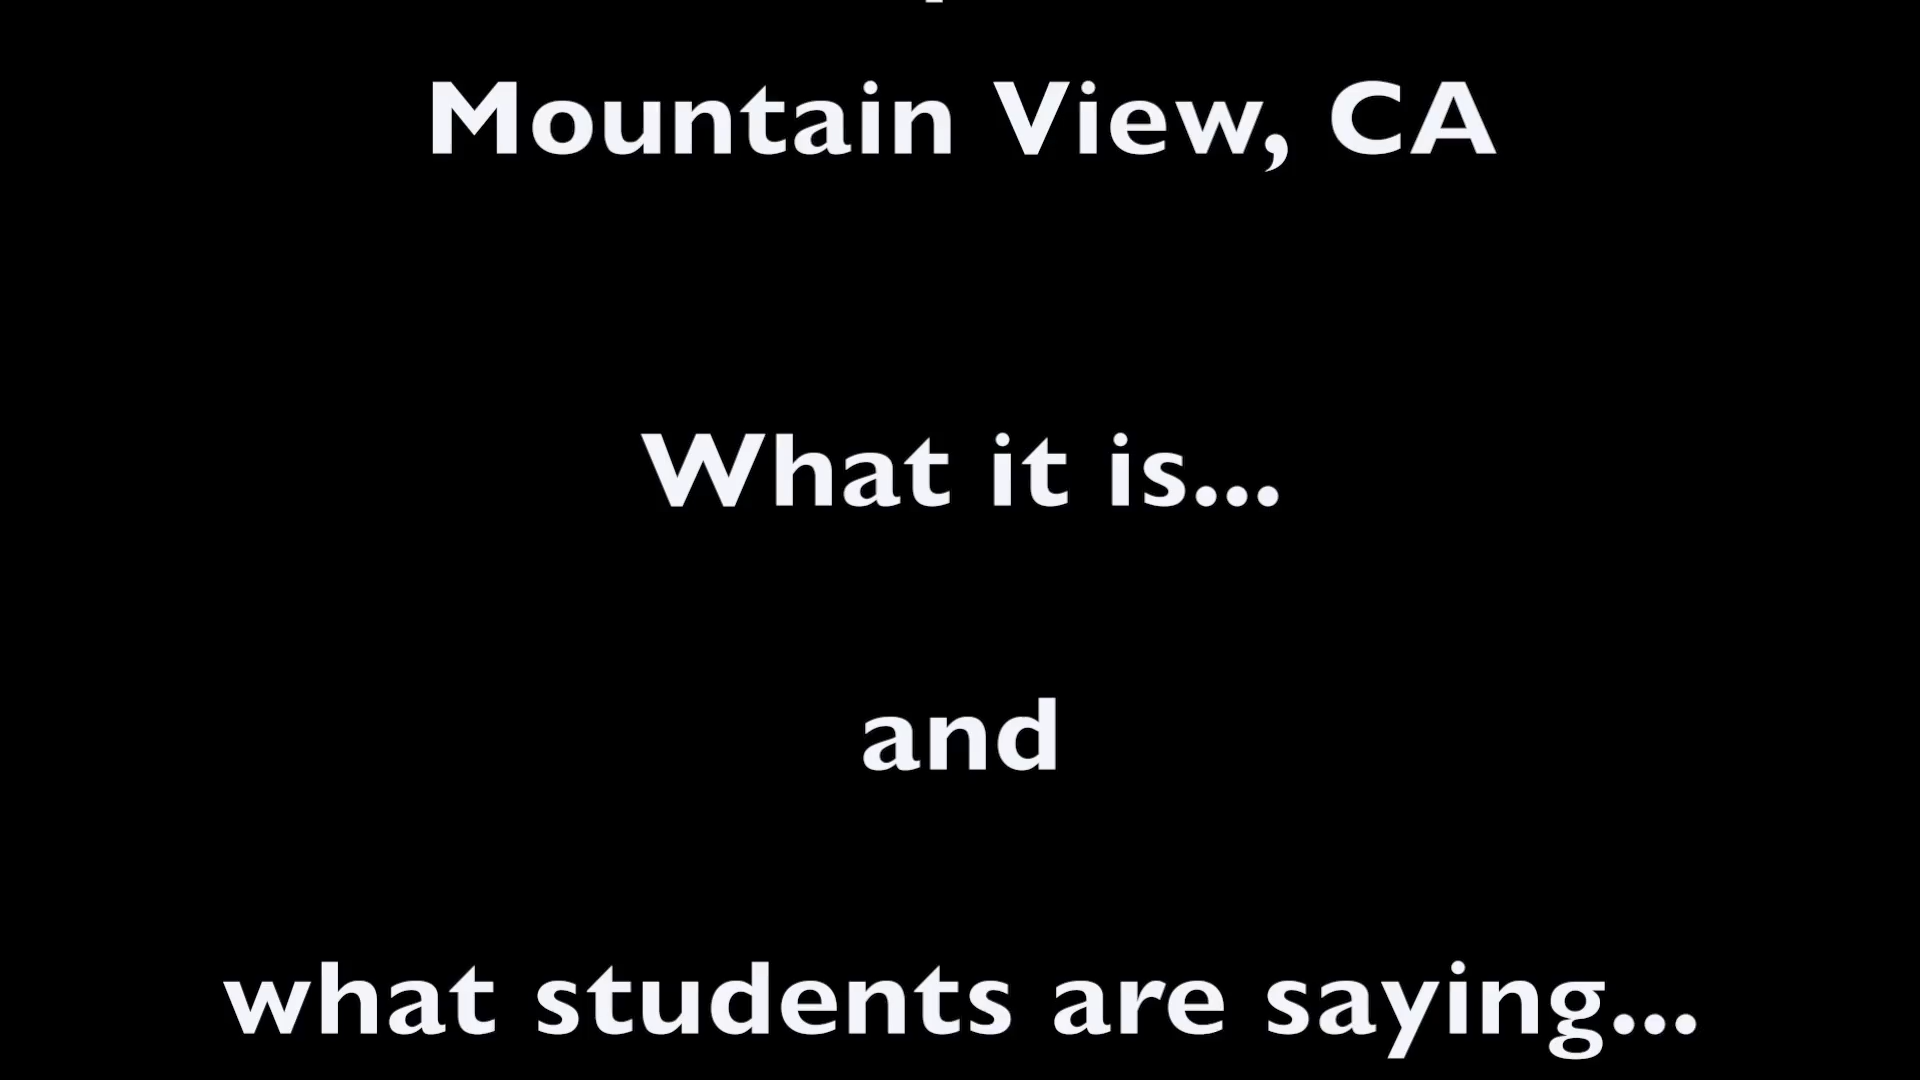 Mountain View, CA
What it is...
and
what students are saying...